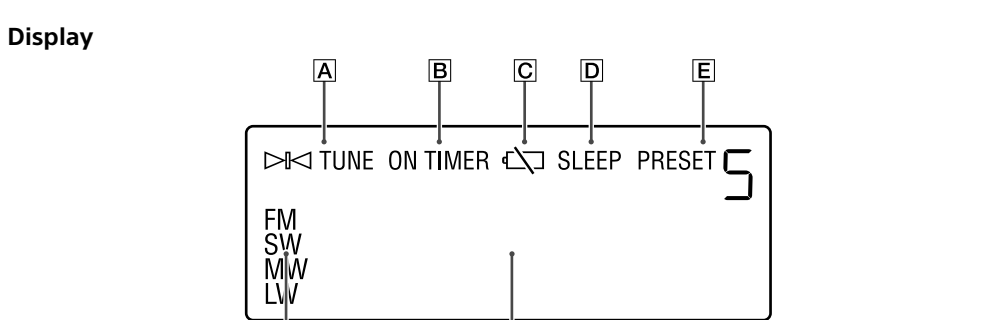 Display
A B C D E
TUNE ON TIMER SLEEP PRESET 5
FM
SW
MW
LW